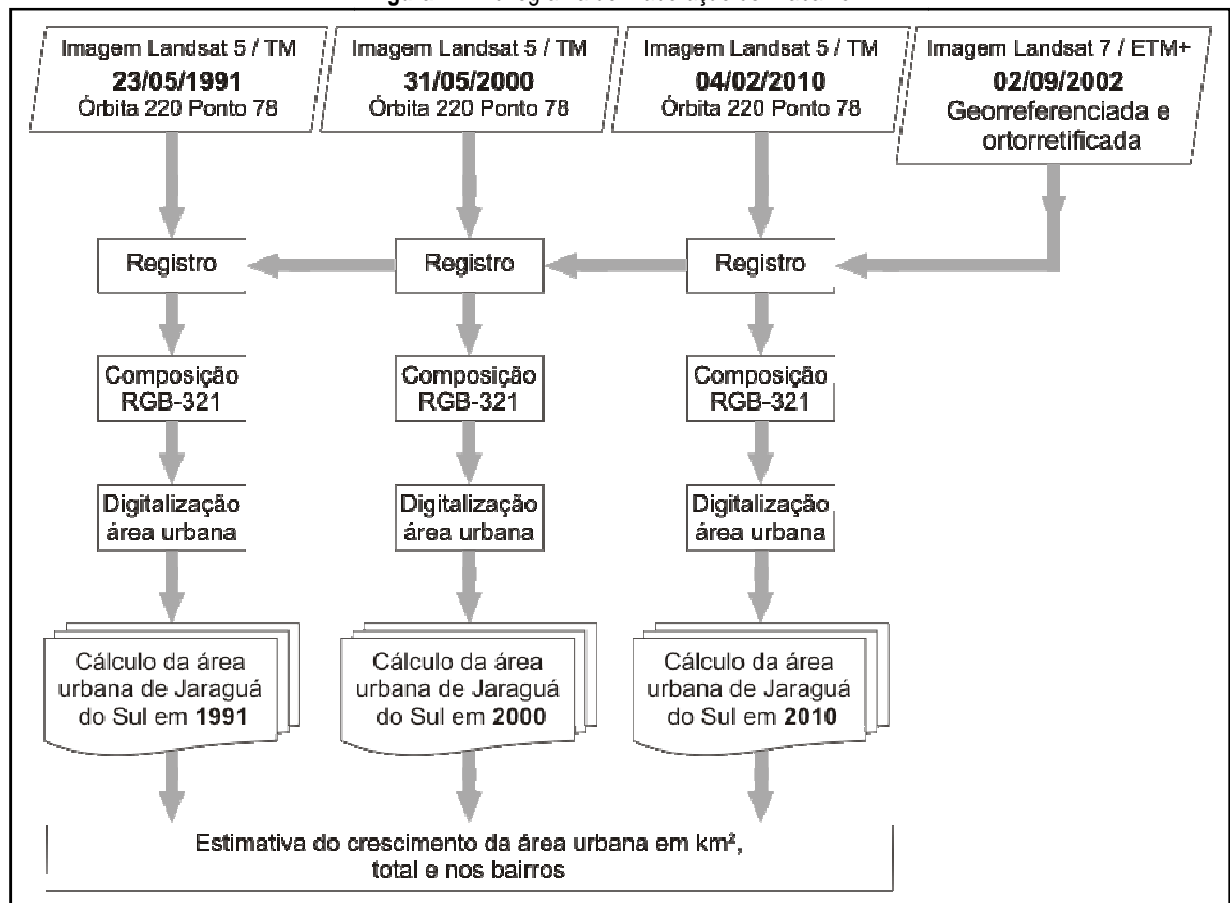 Imagem Landsat 5 / TM
23/05/1991
Órbita 220 Ponto 78
Imagem Landsat 5 / TM
31/05/2000
Órbita 220 Ponto 78
Imagem Landsat 5 / TM
04/02/2010
Órbita 220 Ponto 78
Imagem Landsat 7 / ETM+
02/09/2002
Georreferenciada e
ortorretificada
Registro
Registro
Registro
Composição
RGB-321
Composição
RGB-321
Composição
RGB-321
Digitalização
área urbana
Digitalização
área urbana
Digitalização
área urbana
Cálculo da área
urbana de Jaraguá
do Sul em 1991
Cálculo da área
urbana de Jaraguá
do Sul em 2000
Cálculo da área
urbana de Jaraguá
do Sul em 2010
Estimativa do crescimento da área urbana em km²,
total e nos bairros